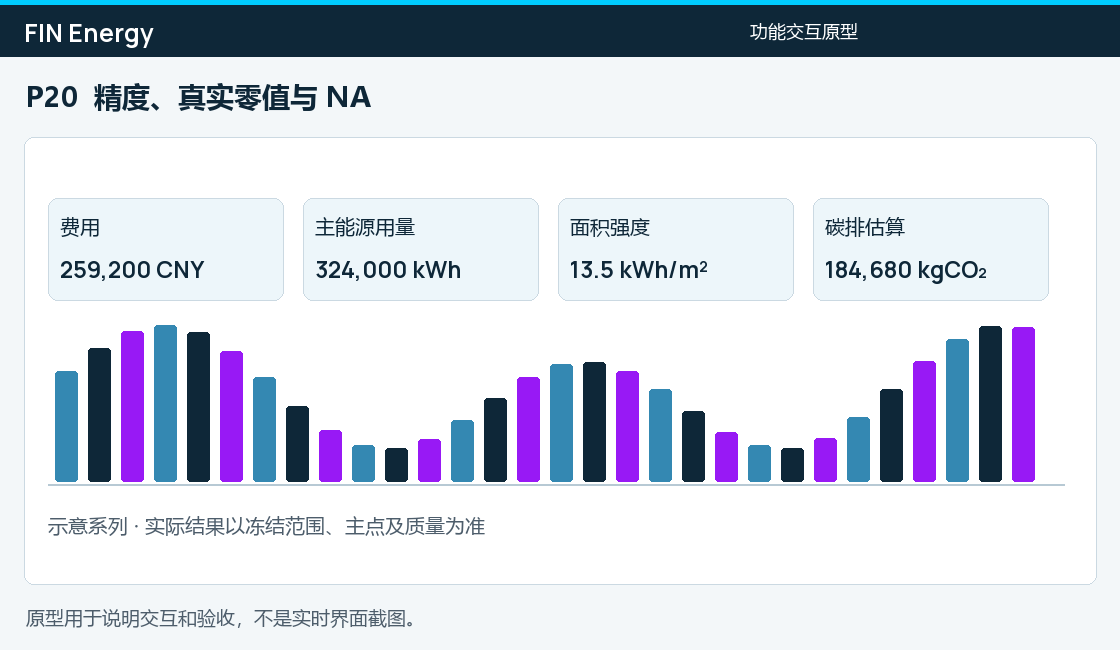 FIN Energy
功能交互原型
P20 精度、真实零值与 NA
费用
259,200 CNY
主能源用量
324,000 kWh
面积强度
13.5 kWh/m²
碳排估算
184,680 kgCO₂
示意系列 · 实际结果以冻结范围、主点及质量为准
原型用于说明交互和验收，不是实时界面截图。